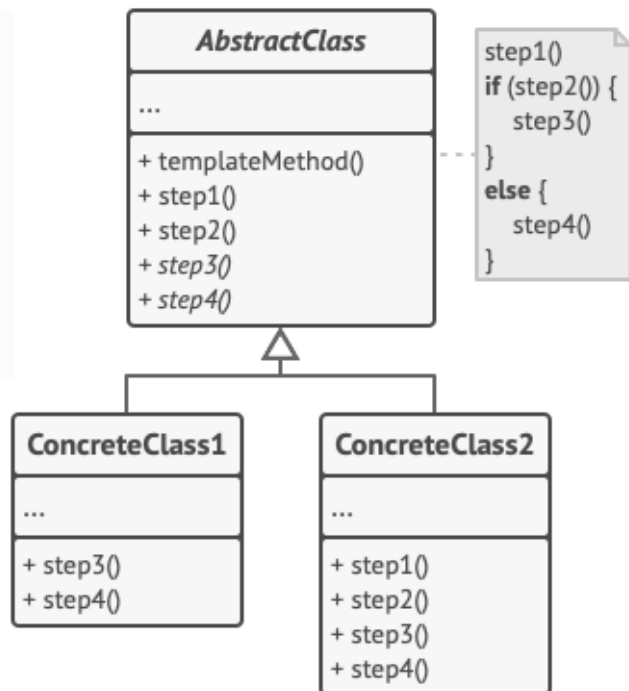 AbstractClass
...
+ templateMethod()
+ step1()
+ step2()
+ step3()
+ step4()
step1()
if (step2()) {
step3()
}
else {
step4()
}
ConcreteClass1
...
+ step3()
+ step4()
ConcreteClass2
...
+ step1()
+ step2()
+ step3()
+ step4()